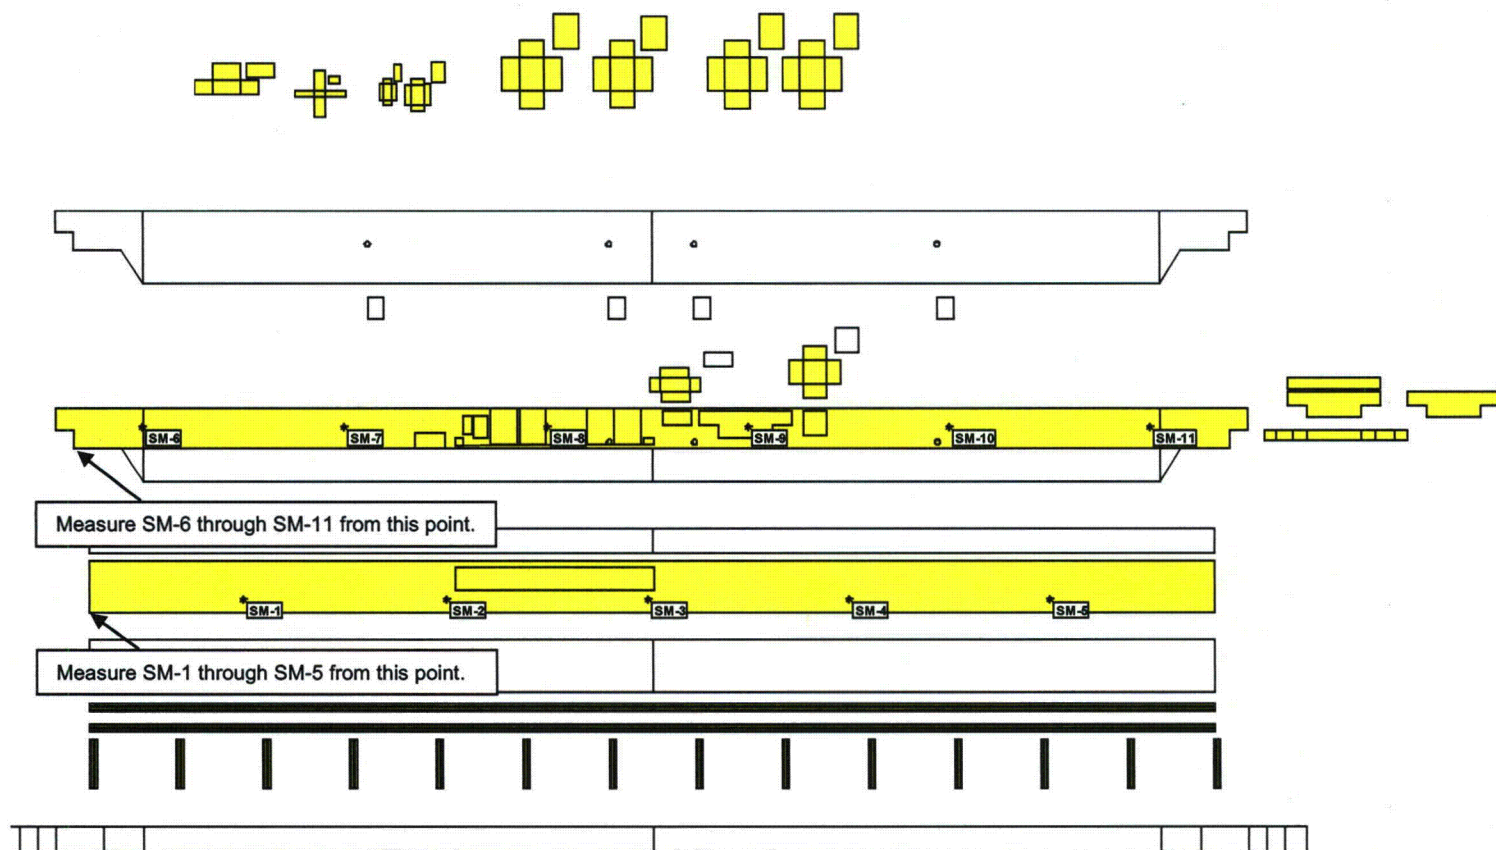 SM-6
SM-7
SM-8
SM-9
SM-10
SM-11
Measure SM-6 through SM-11 from this point.
SM-1
SM-2
SM-3
SM-4
SM-5
Measure SM-1 through SM-5 from this point.